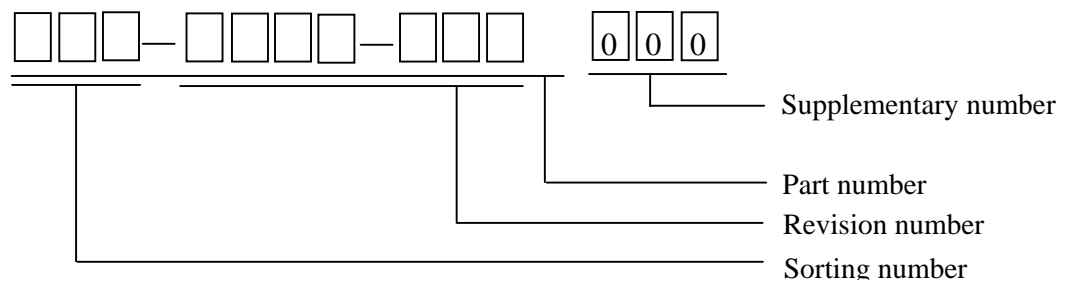 0 0 0
Supplementary number
Part number
Revision number
Sorting number